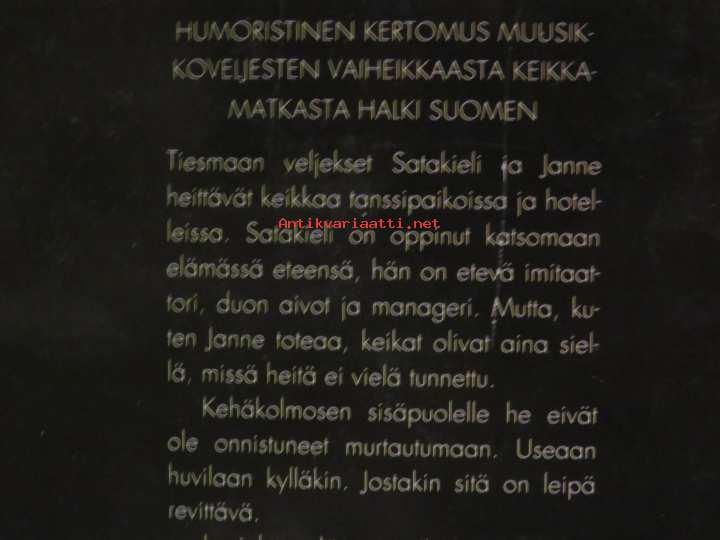 HUMORISTINEN KERTOMUS MUUSIK-
KOVELJESTEN VAIHEIKKAASTA KEIKKA-
MATKASTA HALKI SUOMEN
Tiesmaan veljekset Satakieli ja Janne
heittävät keikkaa tanssipaikoissa ja hotel-
Antikvariaatti.net
leissa. Satakieli on oppinut katsomaan
elämässä eteensä, hän on etevä imitaat-
tori, duon aivot ja manageri. Mutta, ku-
ten Janne toteaa, keikat olivat aina siel-
lä, missä heitä ei vielä tunnettu.
Kehäkolmosen sisäpuolelle he eivät
ole onnistuneet murtautumaan. Useaan
huvilaan kylläkin. Jostakin sitä on leipä
revittävä.